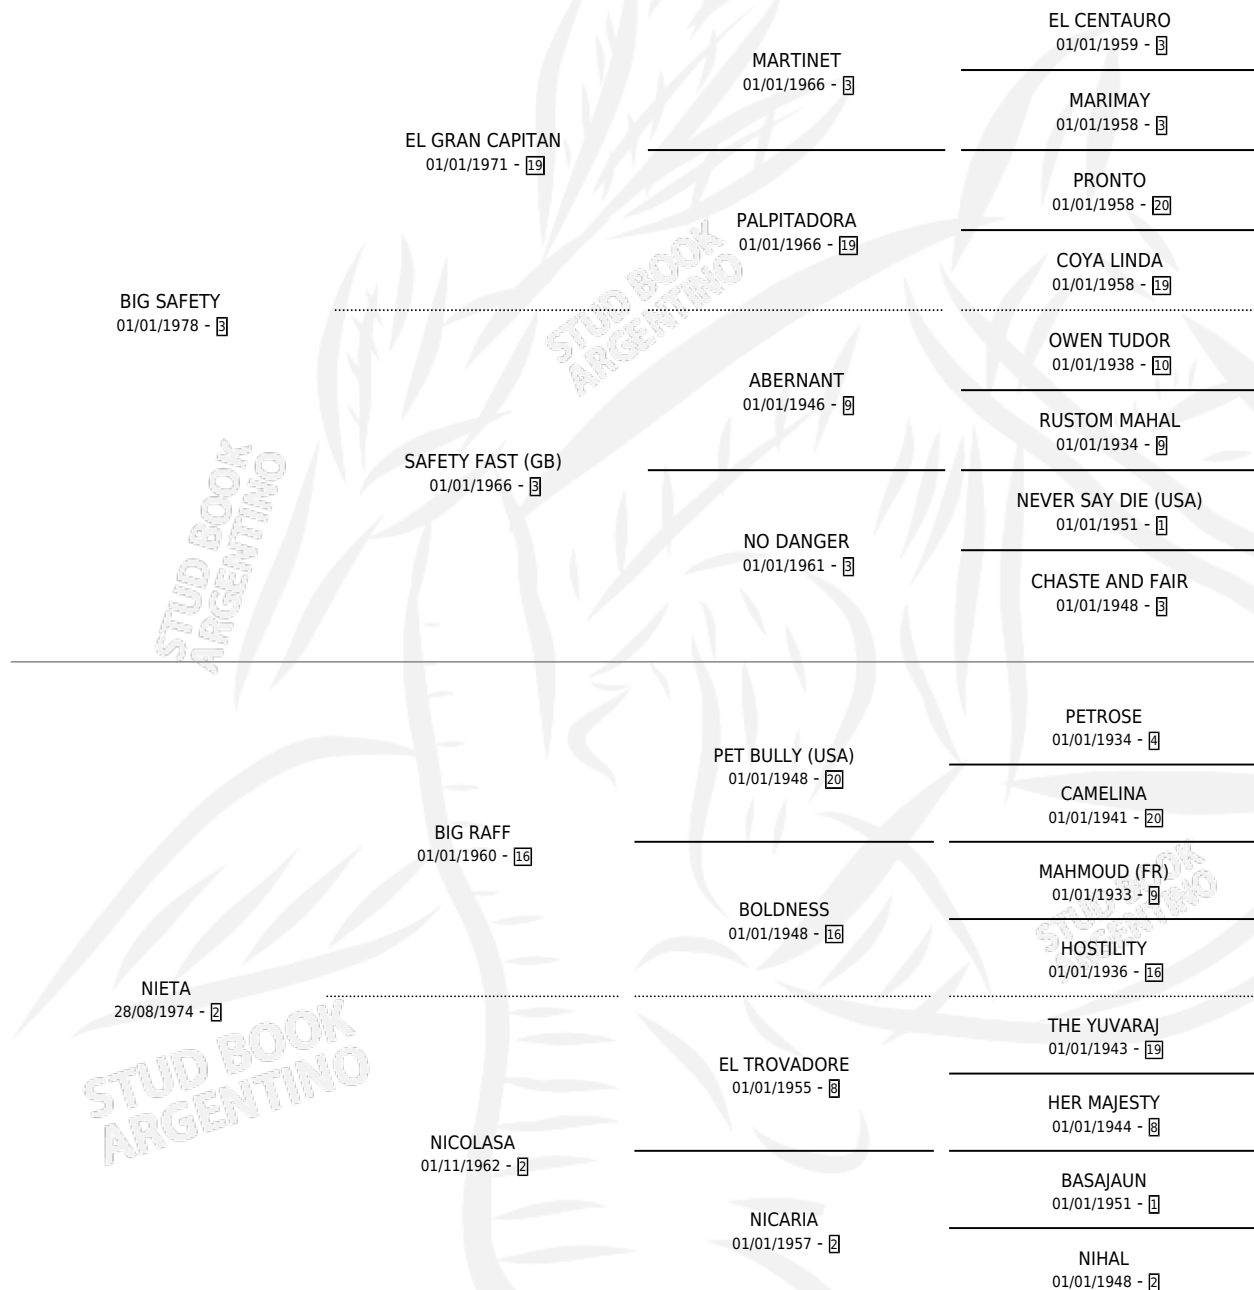 EL CENTAURO
01/01/1959 - 3
MARTINET
01/01/1966 - 3
MARIMAY
01/01/1958 - 3
EL GRAN CAPITAN
01/01/1971 - 19
PRONTO
01/01/1958 - 20
PALPITADORA
01/01/1966 - 19
COYA LINDA
01/01/1958 - 19
BIG SAFETY
01/01/1978 - 3
STUD BOOK
ARGENTINO
OWEN TUDOR
01/01/1938 - 10
ABERNANT
01/01/1946 - 9
RUSTOM MAHAL
01/01/1934 - 9
SAFETY FAST (GB)
01/01/1966 - 3
NEVER SAY DIE (USA)
01/01/1951 - 1
NO DANGER
01/01/1961 - 3
CHASTE AND FAIR
01/01/1948 - 3
STUD BOOK
ARGENTINO
PETROSE
01/01/1934 - 4
PET BULLY (USA)
01/01/1948 - 20
CAMELINA
01/01/1941 - 20
BIG RAFF
01/01/1960 - 16
MAHMOUD (FR)
01/01/1933 - 9
BOLDNESS
01/01/1948 - 16
STUD BOOK
ARGENTINO
HOSTILITY
01/01/1936 - 16
NIETA
28/08/1974 - 2
STUD BOOK
ARGENTINO
THE YUVARAJ
01/01/1943 - 19
EL TROVADORE
01/01/1955 - 8
HER MAJESTY
01/01/1944 - 8
NICOLASA
01/11/1962 - 2
BASAJAUN
01/01/1951 - 1
NICARIA
01/01/1957 - 2
NIHAL
01/01/1948 - 2